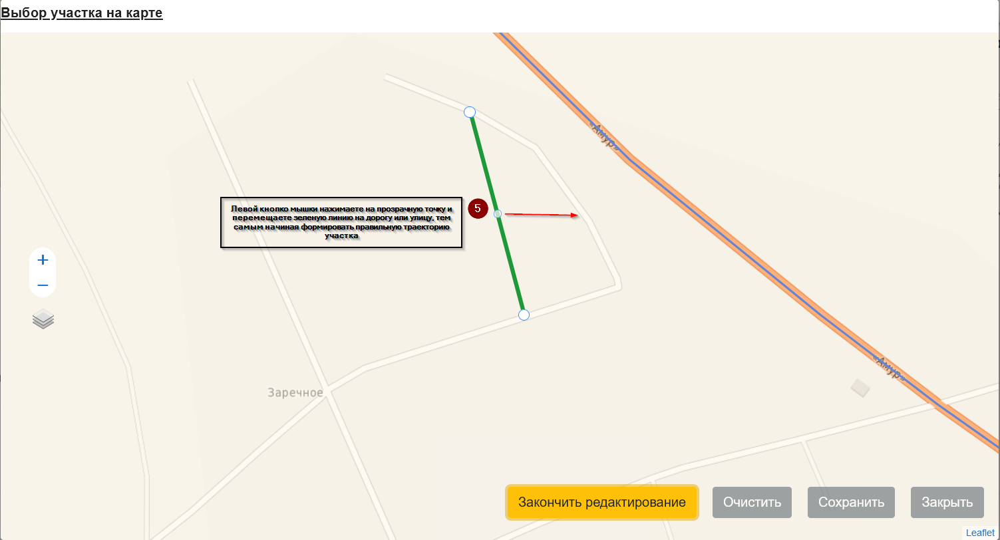 Выбор участка на карте
«Амур»
Левой кнопко мышки нажимаете на прозрачную точку и
перемещаете зеленую линию на дорогу или улицу, тем
самым начиная формировать правильную траекторию
участка
5
+
−
«Амур»
Заречное
Закончить редактирование
Очистить
Сохранить
Закрыть
Leaflet